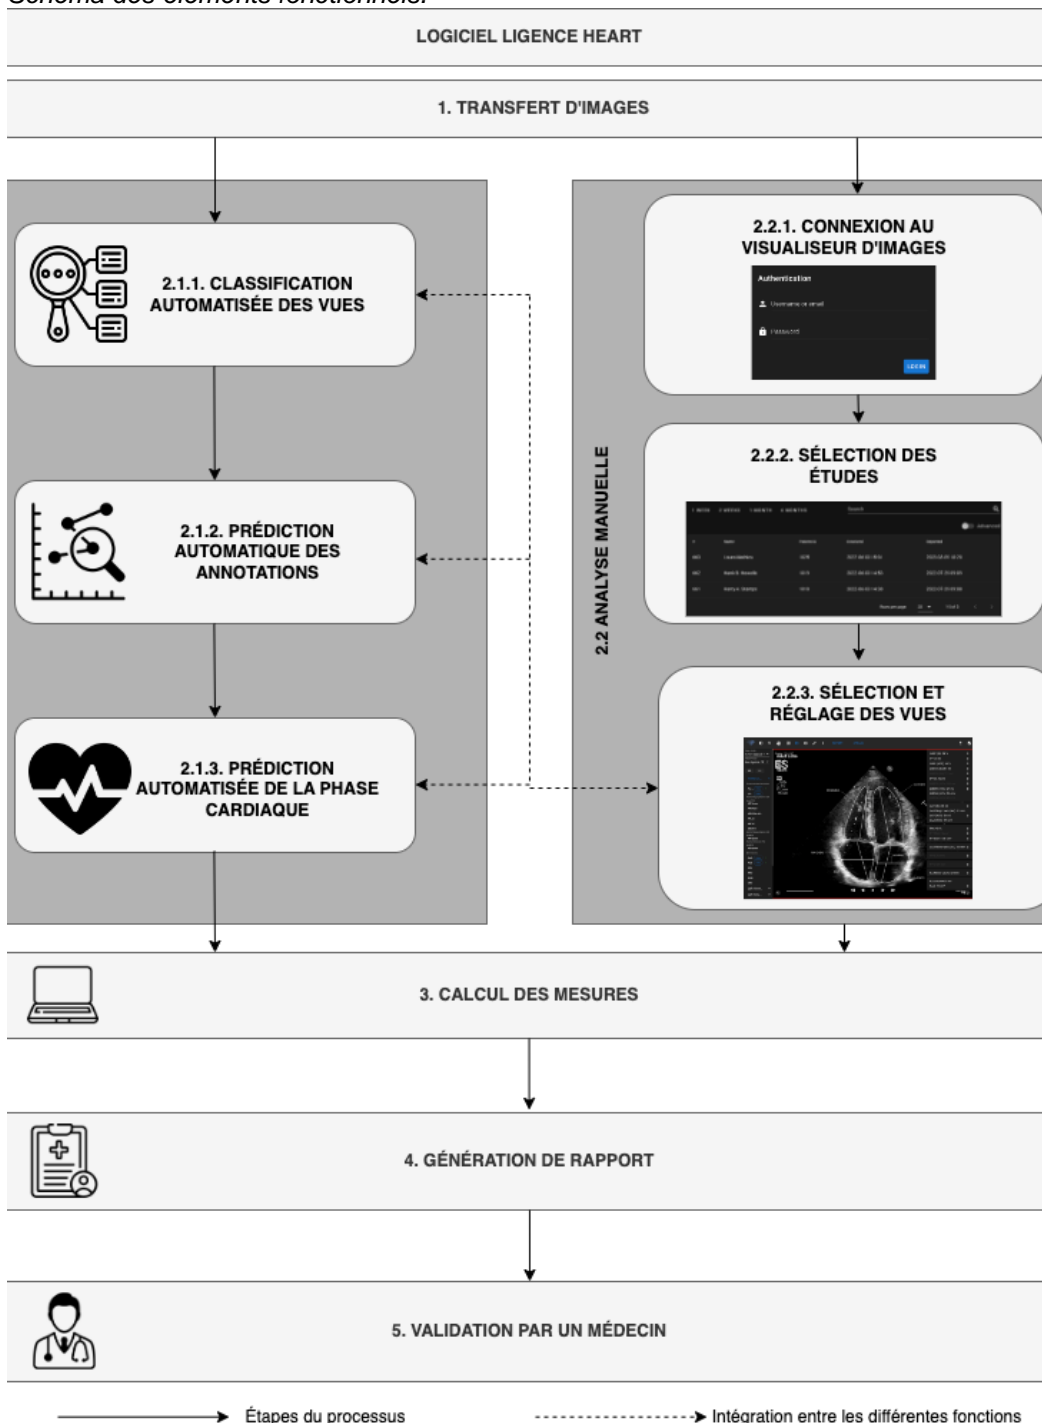 Schéma des éléments fonctionnels.
LOGICIEL LIGENCE HEART
1. TRANSFERT D'IMAGES
2.1.1. CLASSIFICATION
AUTOMATISÉE DES VUES
2.1.2. PRÉDICTION
AUTOMATIQUE DES
ANNOTATIONS
2.1.3. PRÉDICTION
AUTOMATISÉE DE LA PHASE
CARDIAQUE
2.2 ANALYSE MANUELLE
2.2.1. CONNEXION AU
VISUALISEUR D'IMAGES
Authentication
Username or email
Password
LOGIN
2.2.2. SÉLECTION DES
ÉTUDES
Search
Advanced
2.2.3. SÉLECTION ET
RÉGLAGE DES VUES
3. CALCUL DES MESURES
4. GÉNÉRATION DE RAPPORT
5. VALIDATION PAR UN MÉDECIN
Étapes du processus
Intégration entre les différentes fonctions